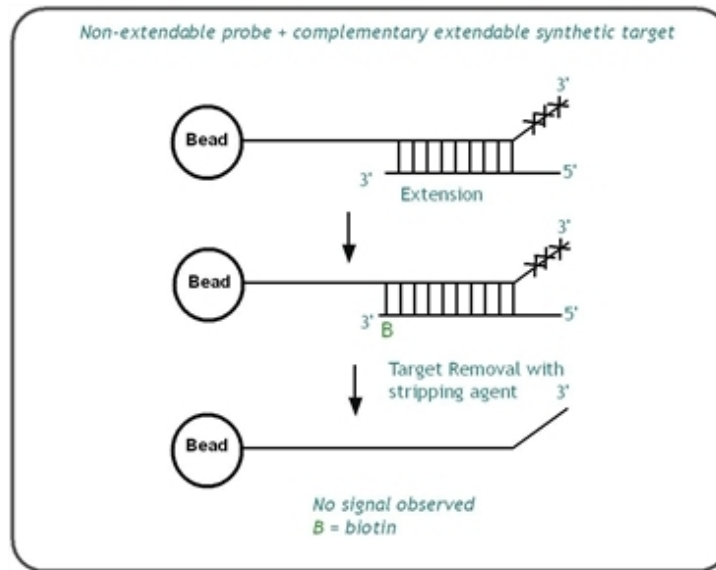 Non-extendable probe + complementary extendable synthetic target
3'
Bead
3'
5'
Extension
3'
Bead
3'
5'
B
Target Removal with
stripping agent
3'
Bead
No signal observed
B = biotin